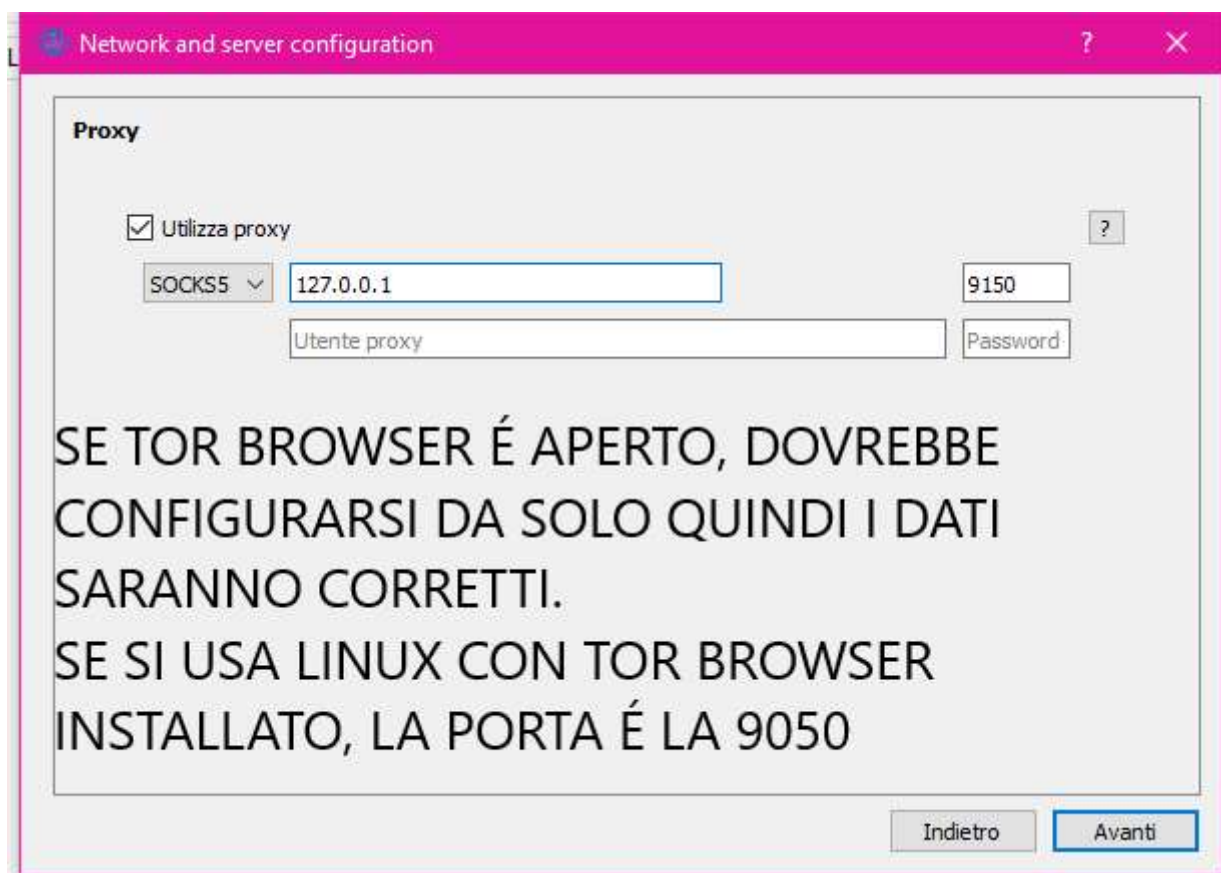 L
Network and server configuration ? ×
Proxy
Utilizza proxy ?
SOCKS5 127.0.0.1 9150
Utente proxy Password
SE TOR BROWSER É APERTO, DOVREBBE
CONFIGURARSI DA SOLO QUINDI I DATI
SARANNO CORRETTI.
SE SI USA LINUX CON TOR BROWSER
INSTALLATO, LA PORTA É LA 9050
Indietro Avanti